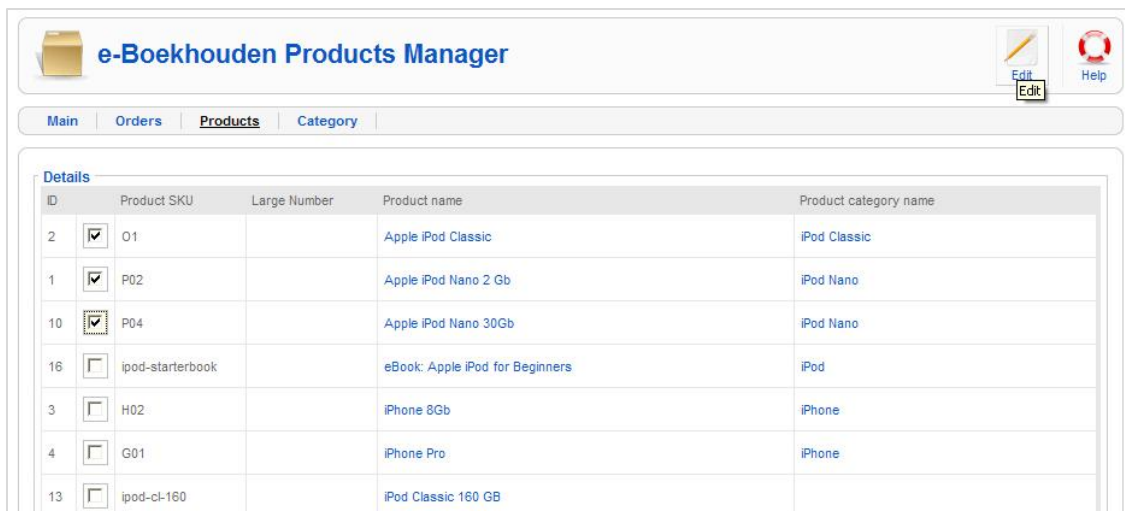 e-Boekhouden Products Manager
Edit
Help
Edit
Main Orders Products Category
Details
ID Product SKU Large Number Product name Product category name
2 O1 Apple iPod Classic iPod Classic
1 P02 Apple iPod Nano 2 Gb iPod Nano
10 P04 Apple iPod Nano 30Gb iPod Nano
16 ipod-starterbook eBook: Apple iPod for Beginners iPod
3 H02 iPhone 8Gb iPhone
4 G01 iPhone Pro iPhone
13 ipod-cl-160 iPod Classic 160 GB